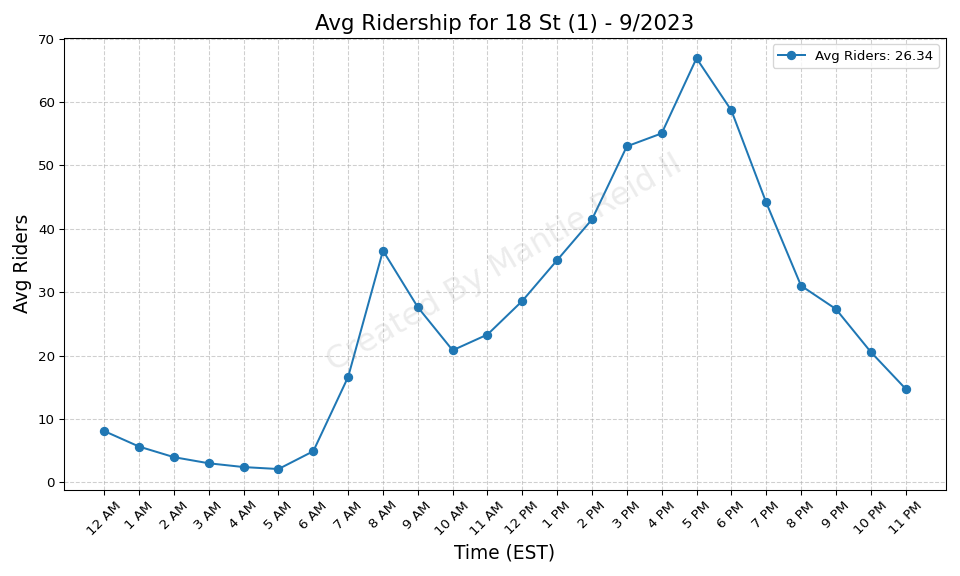 Avg Ridership for 18 St (1) - 9/2023
Avg Riders: 26.34
Avg Riders
70
60
50
40
30
20
10
0
Created By Mantie Reid II
12 AM
1 AM
2 AM
3 AM
4 AM
5 AM
6 AM
7 AM
8 AM
9 AM
10 AM
11 AM
12 PM
1 PM
2 PM
3 PM
4 PM
5 PM
6 PM
7 PM
8 PM
9 PM
10 PM
11 PM
Time (EST)